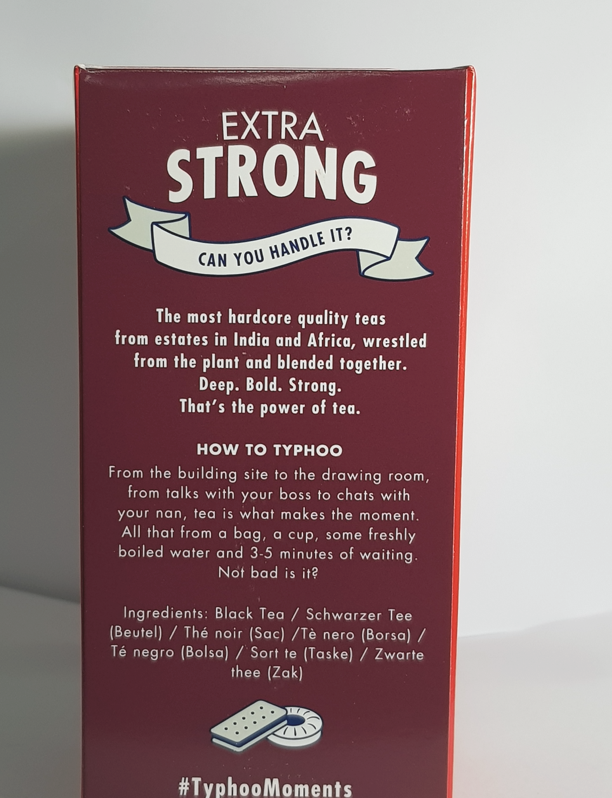 EXTRA
STRONG
CAN YOU HANDLE IT?
The most hardcore quality teas
from estates in India and Africa, wrestled
from the plant and blended together.
Deep. Bold. Strong.
That's the power of tea.
HOW TO TYPHOO
From the building site to the drawing room,
from talks with your boss to chats with
your nan, tea is what makes the moment.
All that from a bag, a cup, some freshly
boiled water and 3-5 minutes of waiting.
Not bad is it?
Ingredients: Black Tea / Schwarzer Tee
(Beutel) / Thé noir (Sac) /Tè nero (Borsa) /
Té negro (Bolsa) / Sort te (Taske) / Zwarte
thee (Zak)
#TyphooMoments